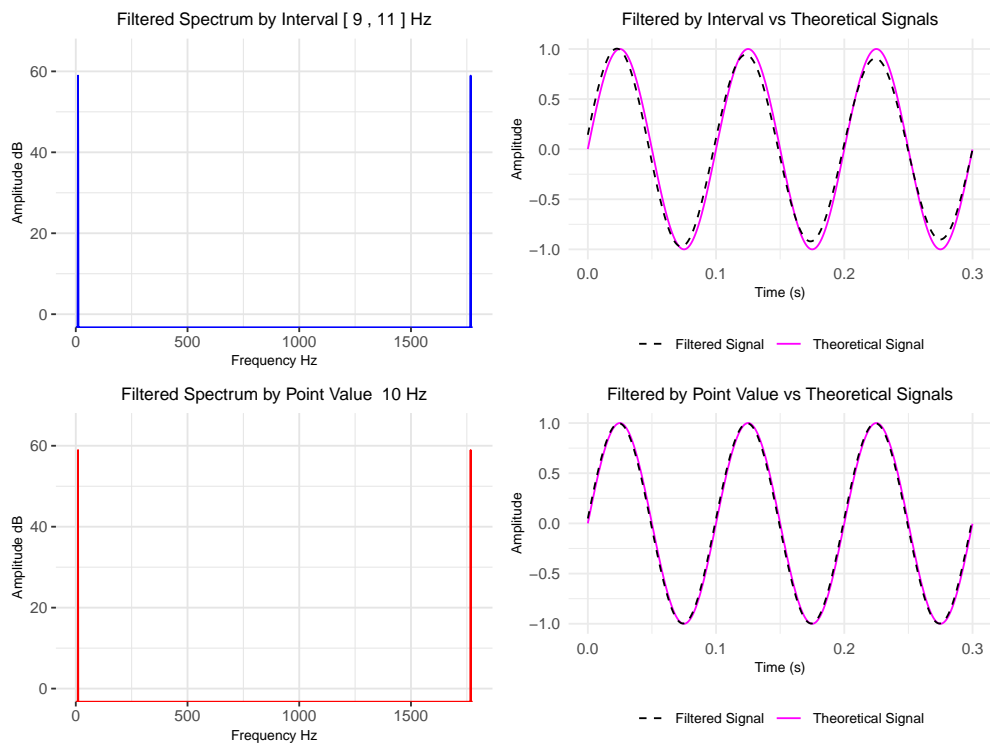 Filtered Spectrum by Interval [ 9 , 11 ] Hz
60
40
20
0
Amplitude dB
0 500 1000 1500
Frequency Hz
Filtered by Interval vs Theoretical Signals
1.0
0.5
0.0
−0.5
−1.0
Amplitude
0.0 0.1 0.2 0.3
Time (s)
Filtered Signal Theoretical Signal
Filtered Spectrum by Point Value  10 Hz
60
40
20
0
Amplitude dB
0 500 1000 1500
Frequency Hz
Filtered by Point Value vs Theoretical Signals
1.0
0.5
0.0
−0.5
−1.0
Amplitude
0.0 0.1 0.2 0.3
Time (s)
Filtered Signal Theoretical Signal